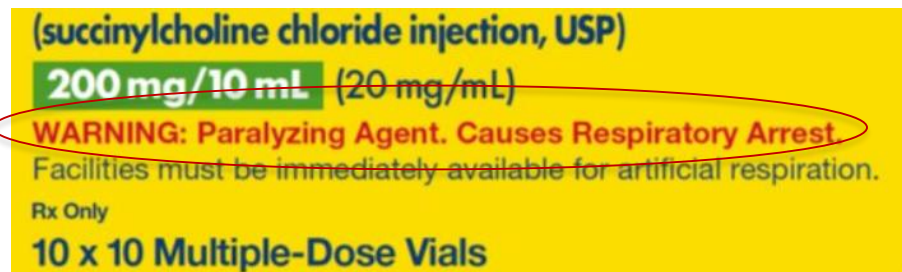 (succinylcholine chloride injection, USP)
200 mg/10 mL (20 mg/mL)
WARNING: Paralyzing Agent. Causes Respiratory Arrest.
Facilities must be immediately available for artificial respiration.
Rx Only
10 x 10 Multiple-Dose Vials